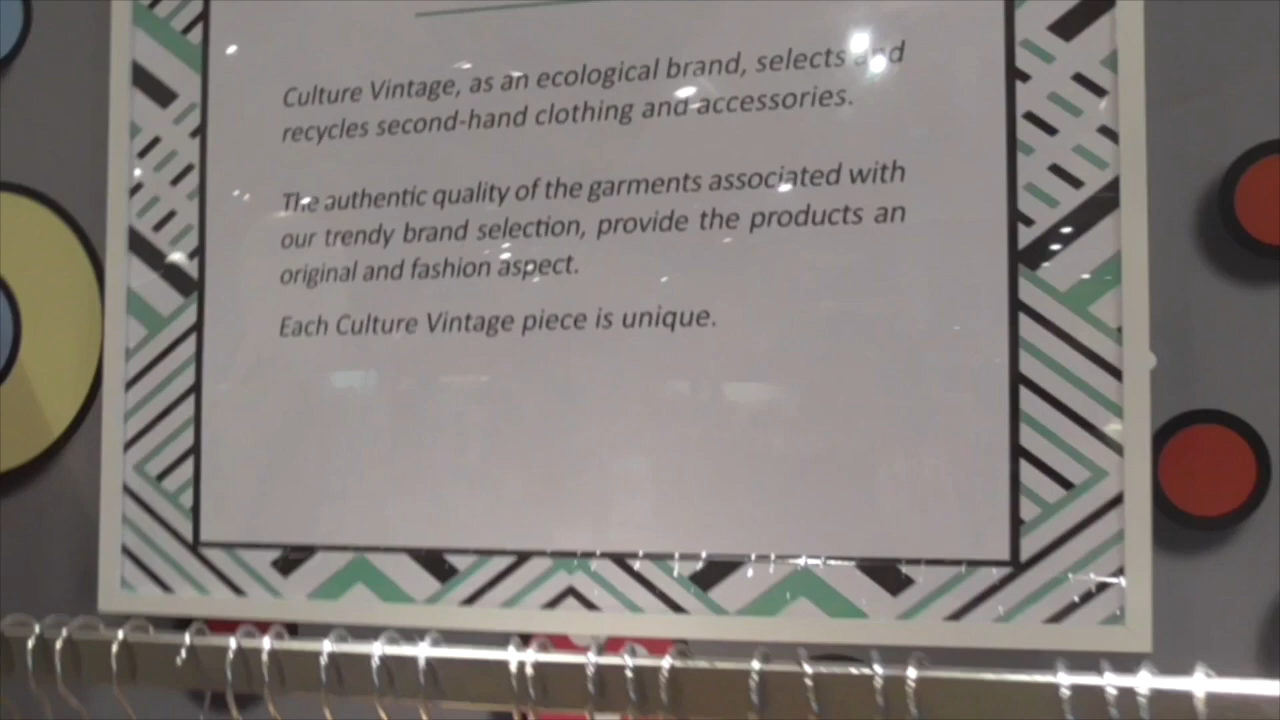 Culture Vintage, as an ecological brand, selects and
recycles second-hand clothing and accessories.
The authentic quality of the garments associated with
our trendy brand selection, provide the products an
original and fashion aspect.
Each Culture Vintage piece is unique.